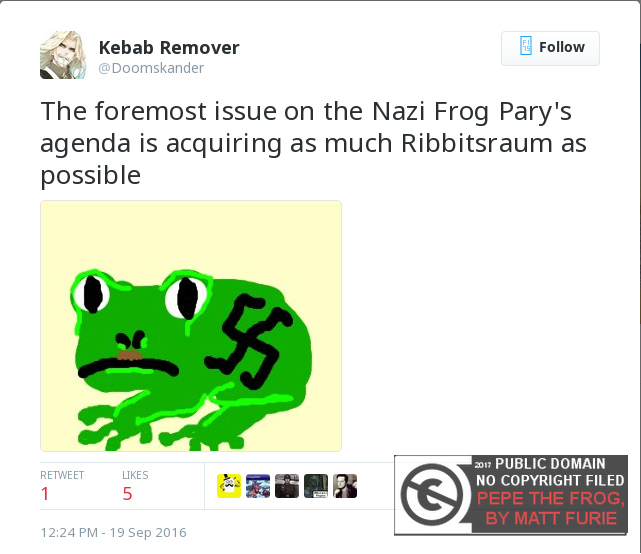 Kebab Remover
@Doomskander
Follow
The foremost issue on the Nazi Frog Pary's
agenda is acquiring as much Ribbitsraum as
possible
RETWEET
LIKES
1
5
12:24 PM - 19 Sep 2016
2017 PUBLIC DOMAIN
NO COPYRIGHT FILED
PEPE THE FROG,
BY MATT FURIE